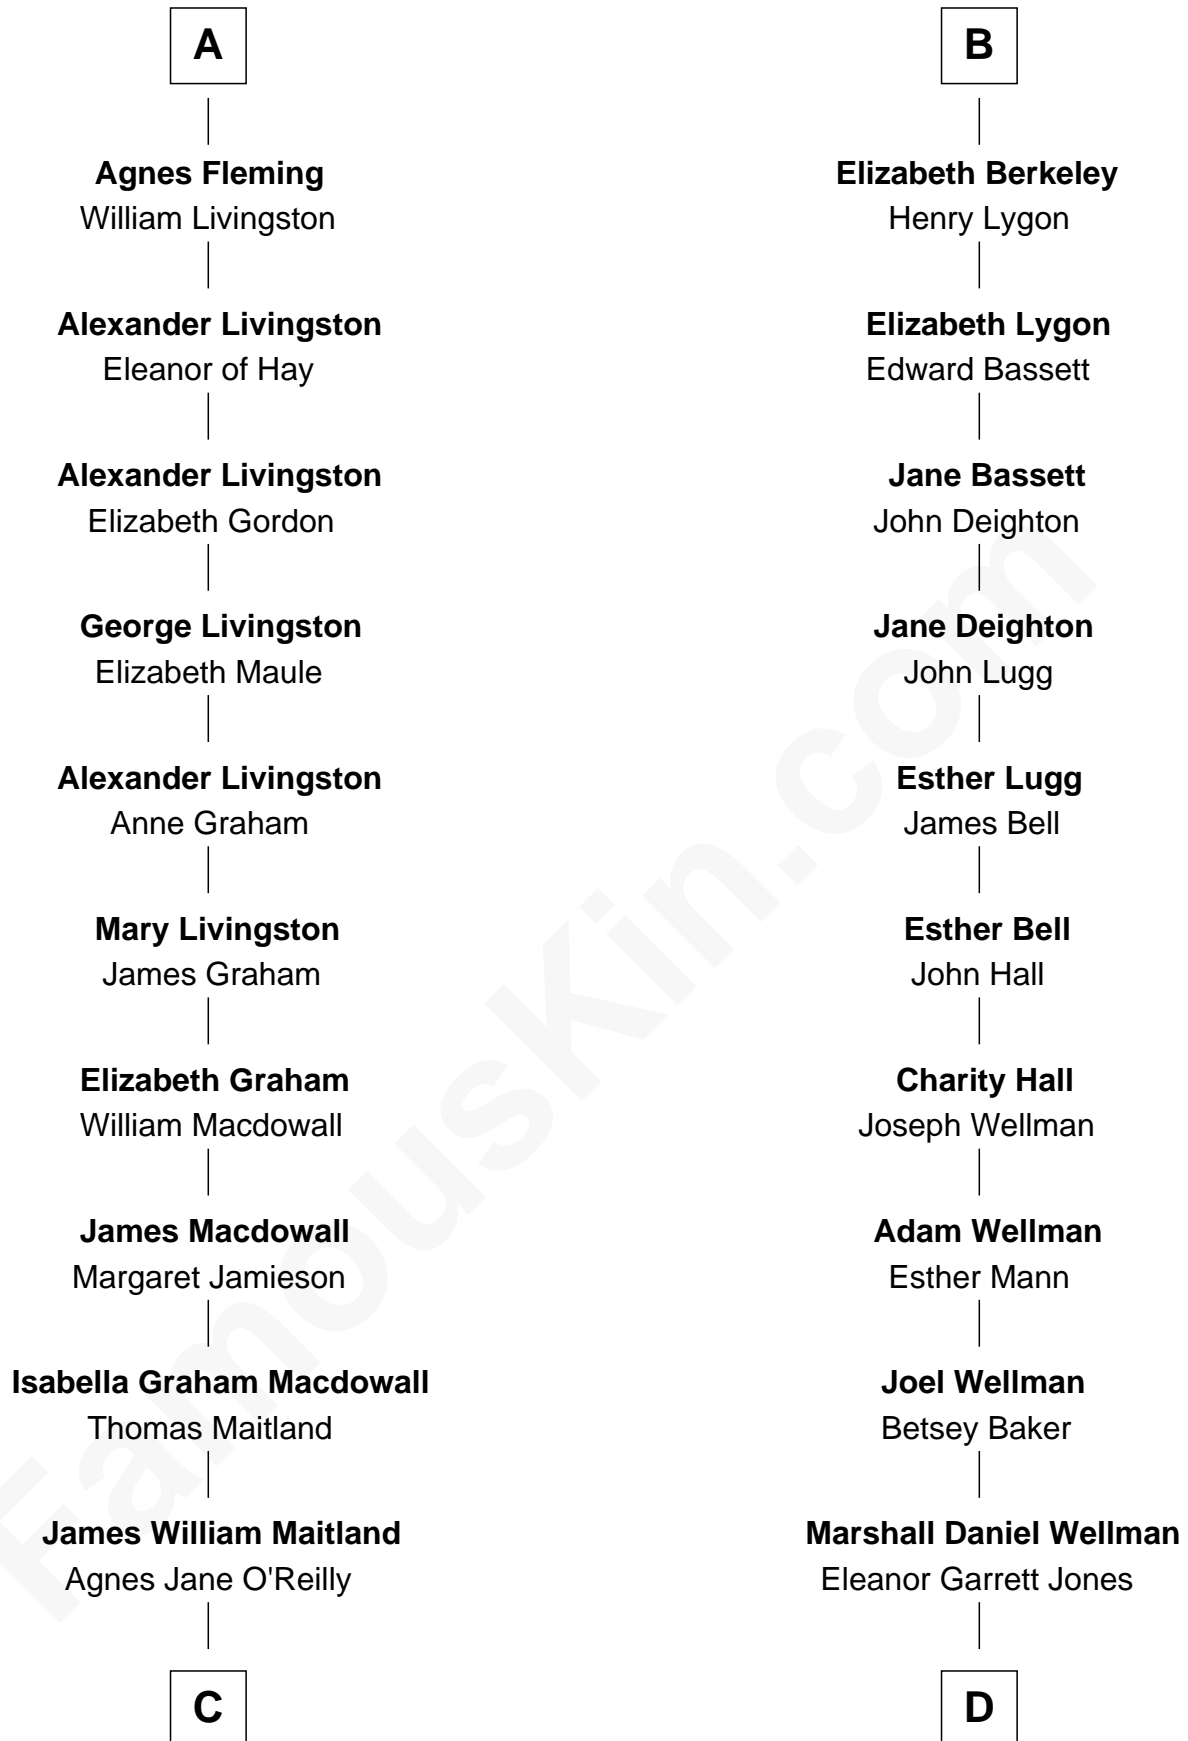 A
Agnes Fleming
William Livingston
Alexander Livingston
Eleanor of Hay
Alexander Livingston
Elizabeth Gordon
George Livingston
Elizabeth Maule
Alexander Livingston
Anne Graham
Mary Livingston
James Graham
Elizabeth Graham
William Macdowall
James Macdowall
Margaret Jamieson
Isabella Graham Macdowall
Thomas Maitland
James William Maitland
Agnes Jane O'Reilly
C
B
Elizabeth Berkeley
Henry Lygon
Elizabeth Lygon
Edward Bassett
Jane Bassett
John Deighton
Jane Deighton
John Lugg
Esther Lugg
James Bell
Esther Bell
John Hall
Charity Hall
Joseph Wellman
Adam Wellman
Esther Mann
Joel Wellman
Betsey Baker
Marshall Daniel Wellman
Eleanor Garrett Jones
D
FamousKin.com